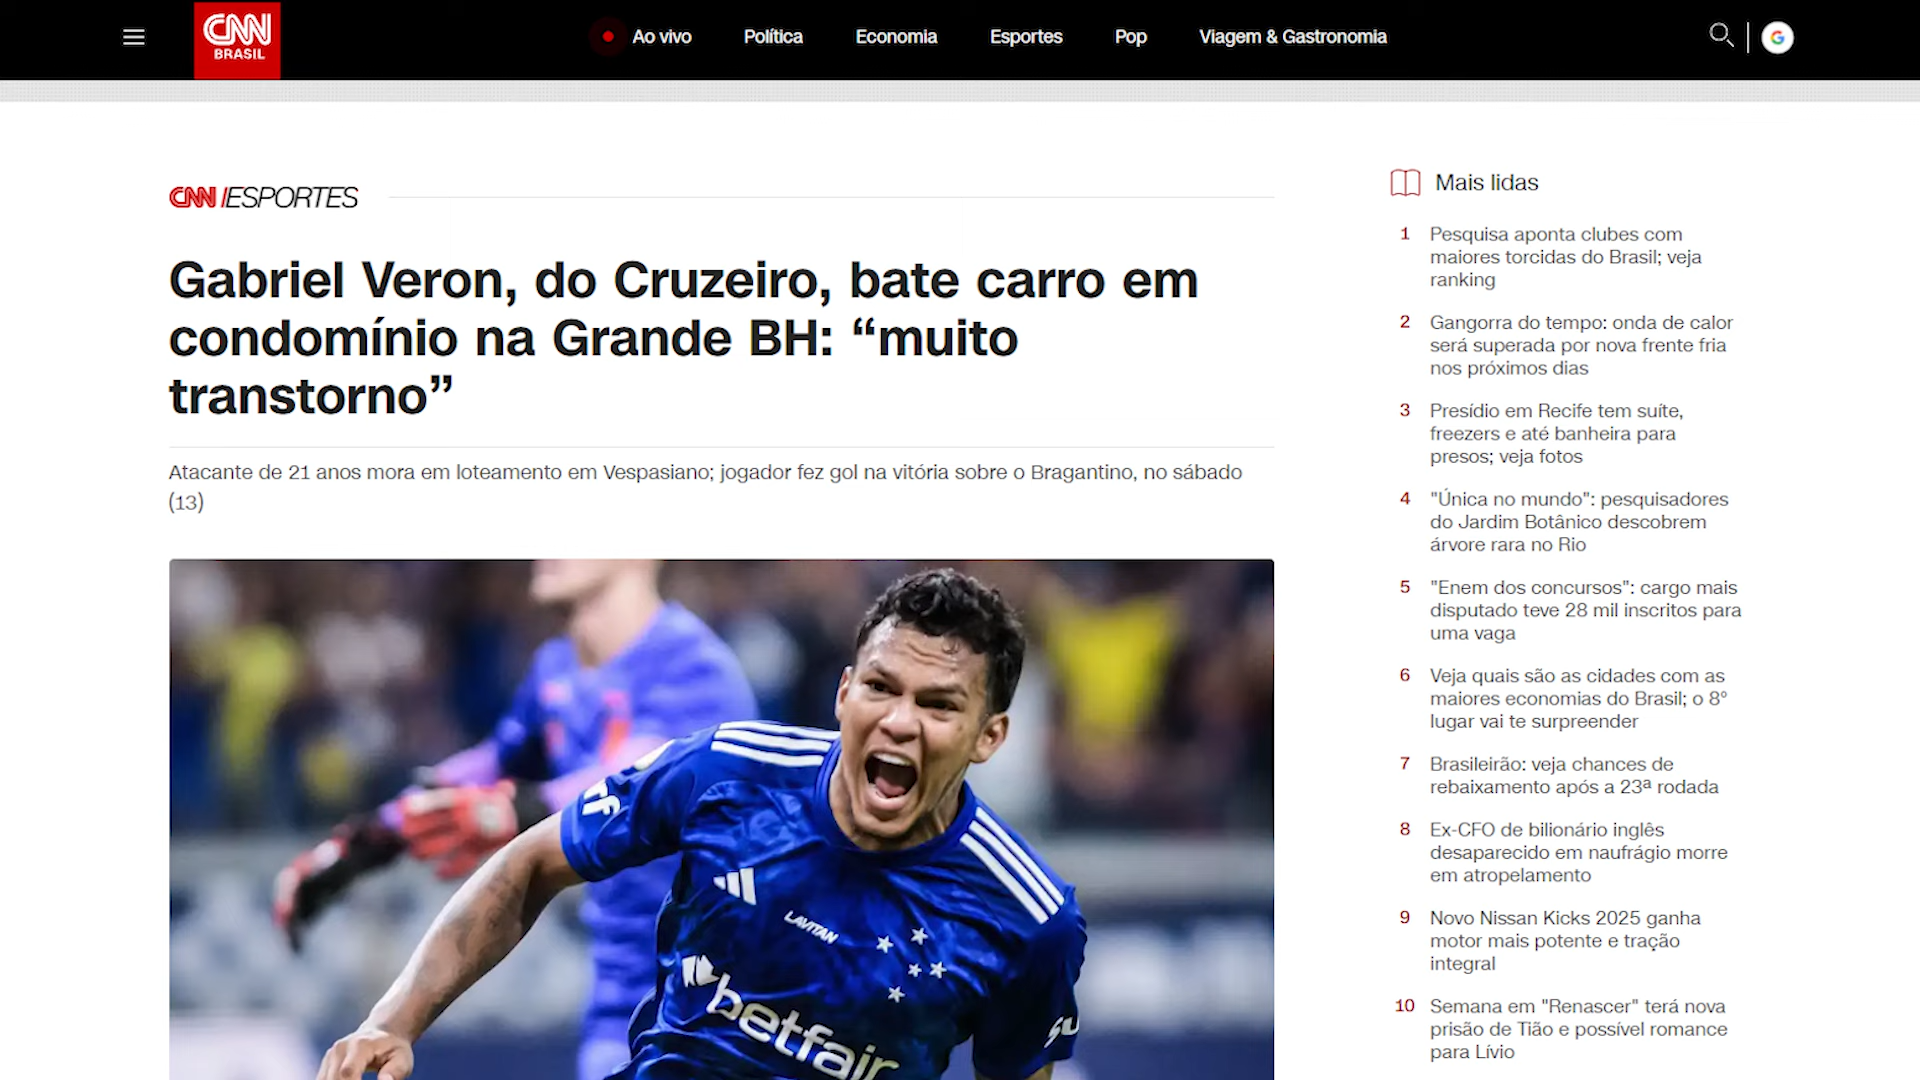 CNN
BRASIL
Ao vivo
Política
Economia
Esportes
Pop
Viagem & Gastronomia
CNN /ESPORTES
Gabriel Veron, do Cruzeiro, bate carro em
condomínio na Grande BH: “muito
transtorno”
Atacante de 21 anos mora em loteamento em Vespasiano; jogador fez gol na vitória sobre o Bragantino, no sábado
(13)
LAVITAN
betfair
Mais lidas
1 Pesquisa aponta clubes com
maiores torcidas do Brasil; veja
ranking
2 Gangorra do tempo: onda de calor
será superada por nova frente fria
nos próximos dias
3 Presídio em Recife tem suíte,
freezers e até banheira para
presos; veja fotos
4 "Única no mundo": pesquisadores
do Jardim Botânico descobrem
árvore rara no Rio
5 "Enem dos concursos": cargo mais
disputado teve 28 mil inscritos para
uma vaga
6 Veja quais são as cidades com as
maiores economias do Brasil; o 8°
lugar vai te surpreender
7 Brasileirão: veja chances de
rebaixamento após a 23ª rodada
8 Ex-CFO de bilionário inglês
desaparecido em naufrágio morre
em atropelamento
9 Novo Nissan Kicks 2025 ganha
motor mais potente e tração
integral
10 Semana em "Renascer" terá nova
prisão de Tião e possível romance
para Lívio